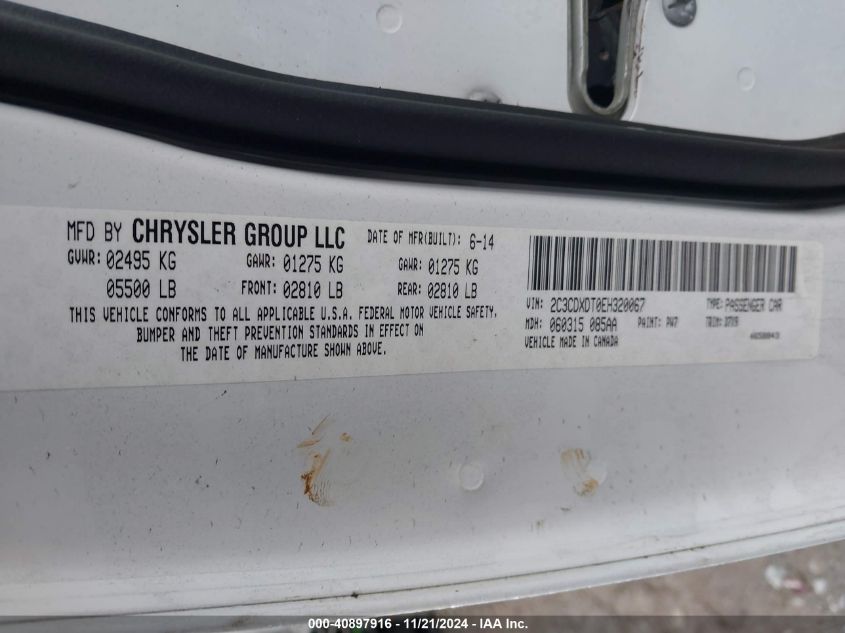 MFD BY CHRYSLER GROUP LLC DATE OF MFR(BUILT): 6-14
GVWR: 02495 KG GAWR: 01275 KG GAWR: 01275 KG
05500 LB FRONT: 02810 LB REAR: 02810 LB
THIS VEHICLE CONFORMS TO ALL APPLICABLE U.S.A. FEDERAL MOTOR VEHICLE SAFETY,
BUMPER AND THEFT PREVENTION STANDARDS IN EFFECT ON
THE DATE OF MANUFACTURE SHOWN ABOVE.
VIN: 2C3CDXDT0EH320067 TYPE: PASSENGER CAR
MDH: 060315 085AA PAINT: PW7 TRIM:
VEHICLE MADE IN CANADA
000-40897916 - 11/21/2024 - IAA Inc.